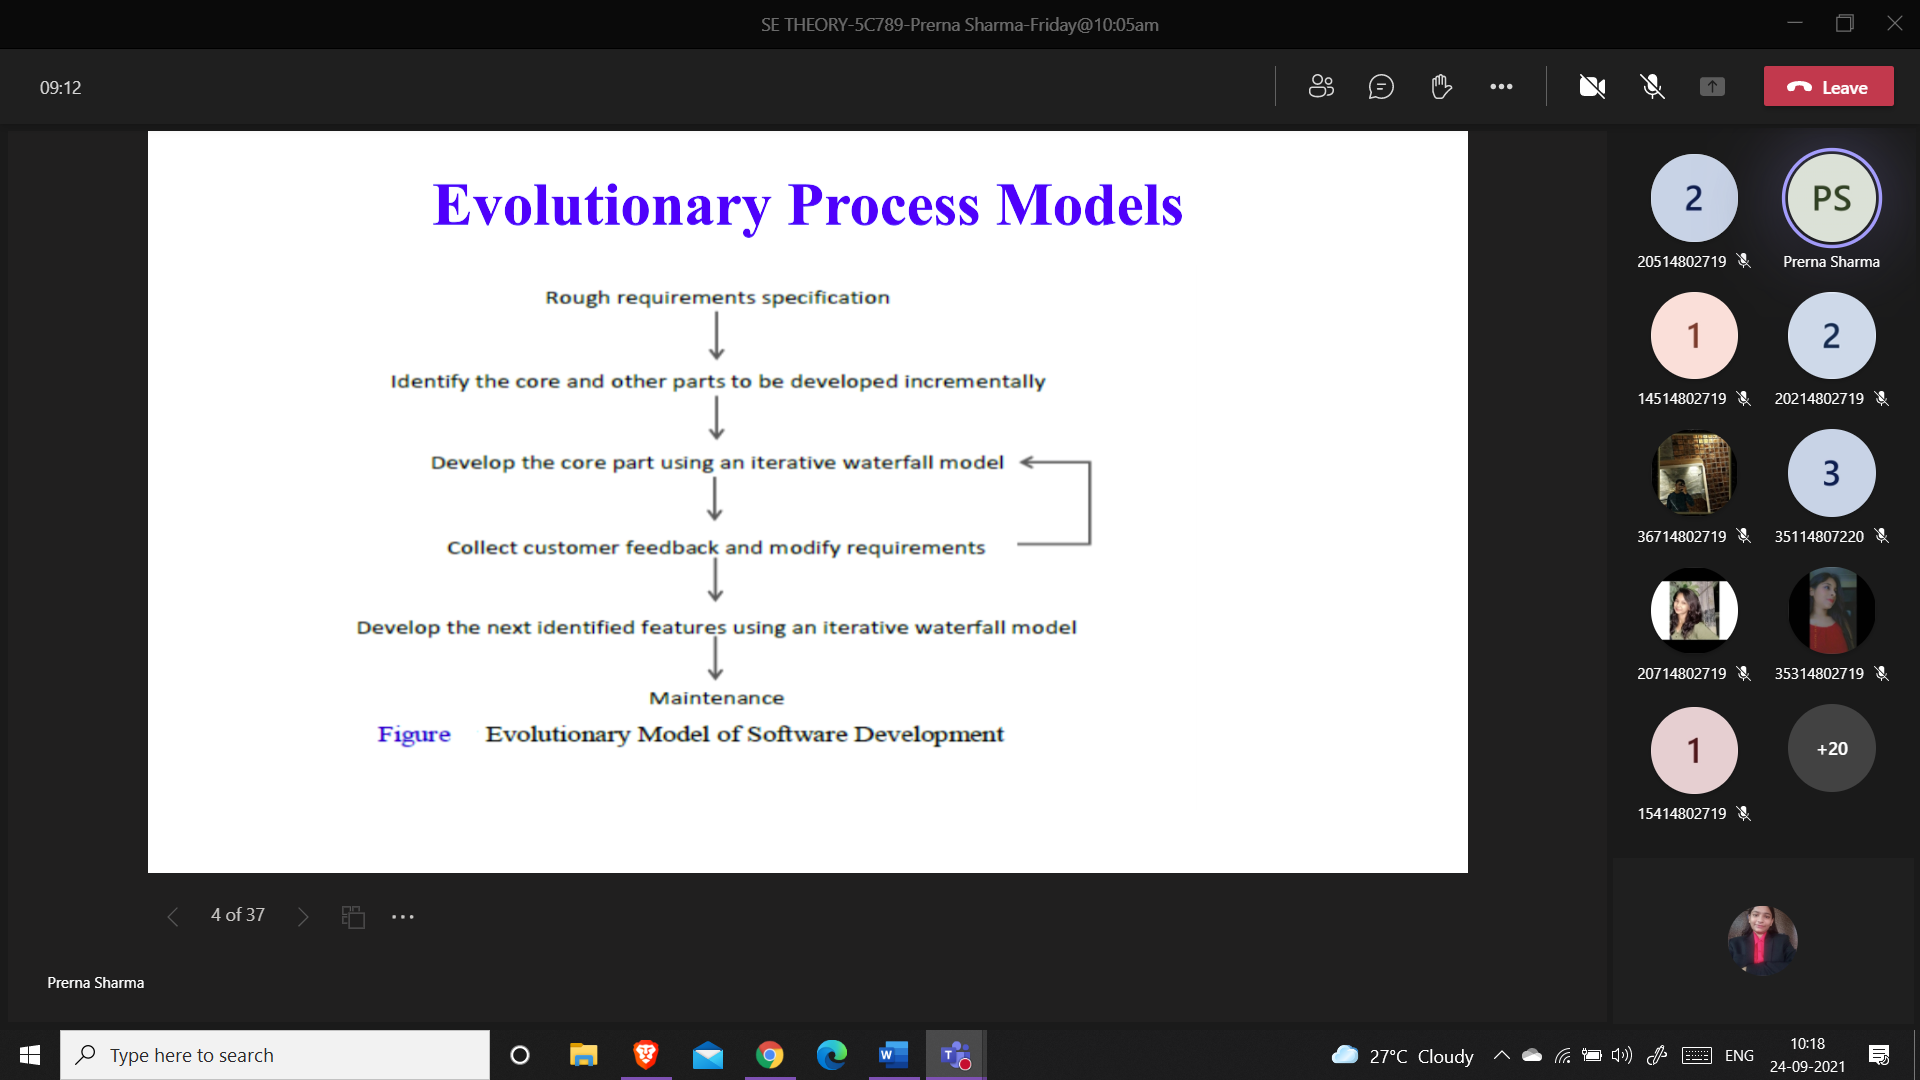 SE THEORY-5C789-Prerna Sharma-Friday@10:05am
09:12
Leave
Evolutionary Process Models
Rough requirements specification
Identify the core and other parts to be developed incrementally
Develop the core part using an iterative waterfall model
Collect customer feedback and modify requirements
Develop the next identified features using an iterative waterfall model
Maintenance
Figure Evolutionary Model of Software Development
2
PS
20514802719
Prerna Sharma
1
2
14514802719
20214802719
3
36714802719
35114807220
20714802719
35314802719
1
+20
15414802719
4 of 37
Prerna Sharma
Type here to search
27°C Cloudy
ENG
10:18
24-09-2021